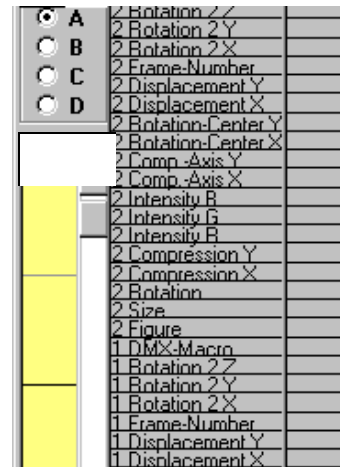 A
B
C
D
2 Rotation 2 Z
2 Rotation 2 Y
2 Rotation 2 X
2 Frame-Number
2 Displacement Y
2 Displacement X
2 Rotation-Center Y
2 Rotation-Center X
2 Comp.-Axis Y
2 Comp.-Axis X
2 Intensity B
2 Intensity G
2 Intensity R
2 Compression Y
2 Compression X
2 Rotation
2 Size
2 Figure
1 DMX-Macro
1 Rotation 2 Z
1 Rotation 2 Y
1 Rotation 2 X
1 Frame-Number
1 Displacement Y
1 Displacement X